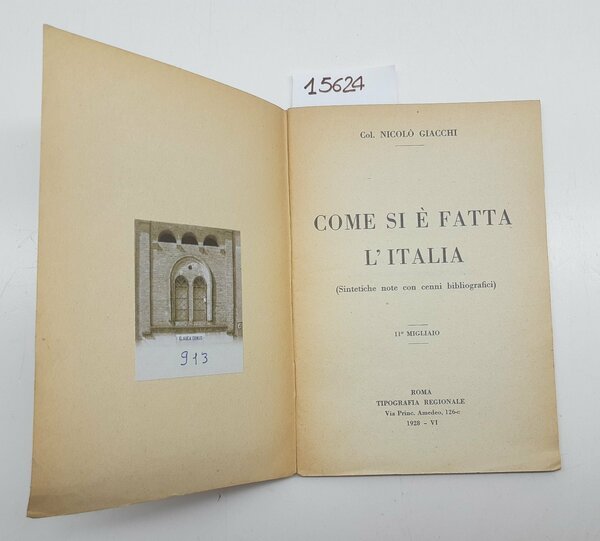 15624
Col. NICOLÒ GIACCHI
COME SI È FATTA
L'ITALIA
(Sintetiche note con cenni bibliografici)
11° MIGLIAIO
ROMA
TIPOGRAFIA REGIONALE
Via Princ. Amedeo, 126-c
1928 - VI
913